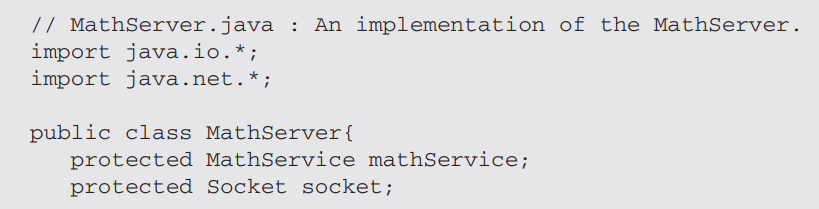 // MathServer.java : An implementation of the MathServer.
import java.io.*;
import java.net.*;

public class MathServer{
   protected MathService mathService;
   protected Socket socket;